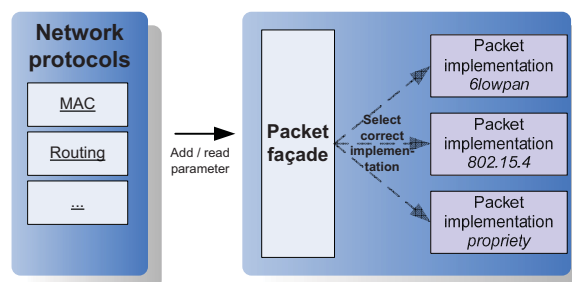 Network
protocols
MAC
Routing
...
Add / read
parameter
Packet
façade
Select
correct
implemen-
tation
Packet
implementation
6lowpan
Packet
implementation
802.15.4
Packet
implementation
propriety